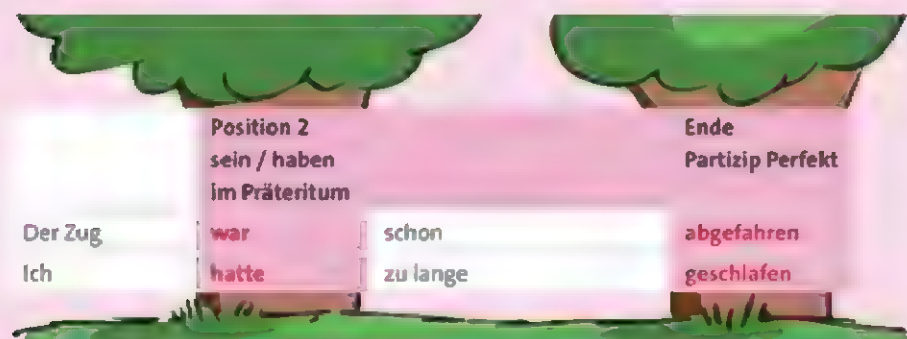 Position 2 Ende
sein / haben Partizip Perfekt
im Präteritum
Der Zug war schon abgefahren
Ich hatte zu lange geschlafen